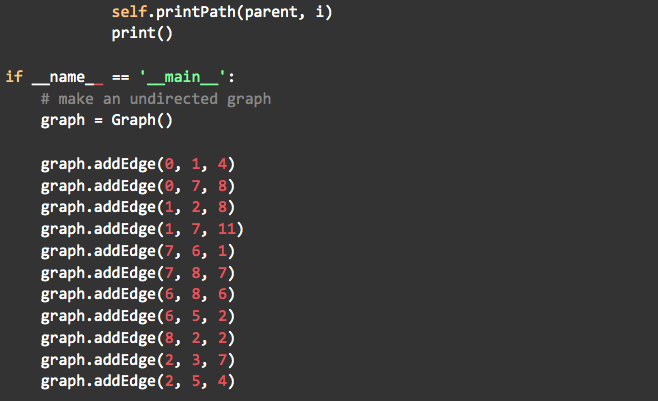 self.printPath(parent, i)
print()
if __name__ == '__main__':
# make an undirected graph
graph = Graph()
graph.addEdge(0, 1, 4)
graph.addEdge(0, 7, 8)
graph.addEdge(1, 2, 8)
graph.addEdge(1, 7, 11)
graph.addEdge(7, 6, 1)
graph.addEdge(7, 8, 7)
graph.addEdge(6, 8, 6)
graph.addEdge(6, 5, 2)
graph.addEdge(8, 2, 2)
graph.addEdge(2, 3, 7)
graph.addEdge(2, 5, 4)